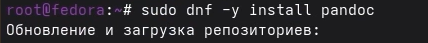 root@fedora:~# sudo dnf -y install pandoc
Обновление и загрузка репозиториев: